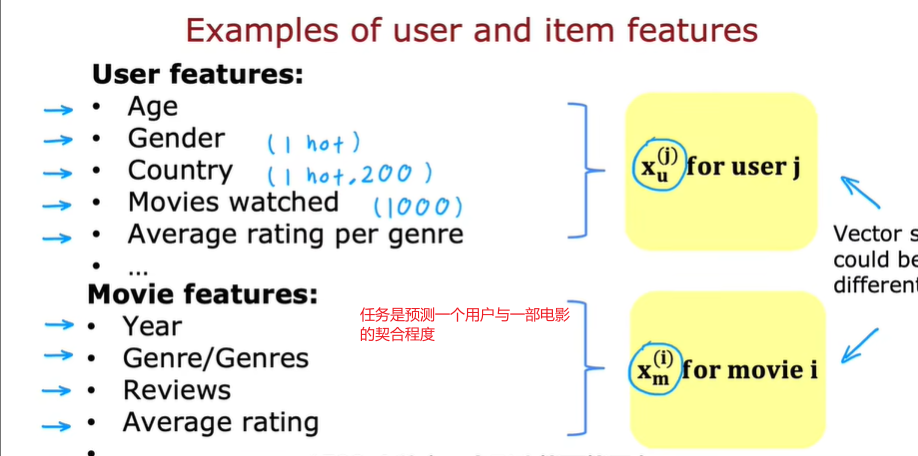 Examples of user and item features
User features:
• Age
• Gender (1 hot)
• Country (1 hot, 200)
• Movies watched (1000)
• Average rating per genre
• ...
x_u^(j) for user j
Vector s
could be
different
Movie features:
• Year
• Genre/Genres
• Reviews
• Average rating
任务是预测一个用户与一部电影
的契合程度
x_m^(i) for movie i